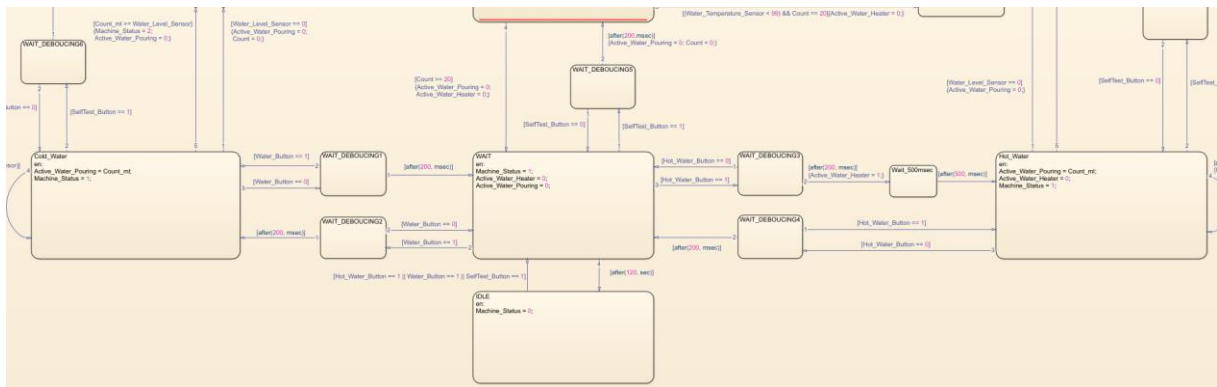 [(Water_Temperature_Sensor < 99) && Count == 20]{Active_Water_Heater = 0;}
[Count_ml >= Water_Level_Sensor]
{Machine_Status = 2;
Active_Water_Pouring = 0;}
[Water_Level_Sensor == 0]
{Active_Water_Pouring = 0;
Count = 0;}
[after(200,msec)]
{Active_Water_Pouring = 0; Count = 0;}
WAIT_DEBOUCING6
2
4
WAIT_DEBOUCING5
[Count >= 20]
{Active_Water_Pouring = 0;
Active_Water_Heater = 0;}
[Water_Level_Sensor == 0]
{Active_Water_Pouring = 0;}
[SelfTest_Button == 0]
[SelfTest_Button == 1]
[SelfTest_Button == 0]
[SelfTest_Button == 1]
Cold_Water
en:
Active_Water_Pouring = Count_ml;
Machine_Status = 1;
[Water_Button == 1]
[Water_Button == 0]
WAIT_DEBOUCING1
[after(200, msec)]
WAIT
en:
Machine_Status = 1;
Active_Water_Heater = 0;
Active_Water_Pouring = 0;
[Hot_Water_Button == 0]
[Hot_Water_Button == 1]
WAIT_DEBOUCING3
[after(200, msec)]
{Active_Water_Heater = 1;}
Wait_500msec
[after(500, msec)]
Hot_Water
en:
Active_Water_Pouring = Count_ml;
Active_Water_Heater = 0;
Machine_Status = 1;
[after(200, msec)]
WAIT_DEBOUCING2
[Water_Button == 0]
[Water_Button == 1]
[after(200, msec)]
WAIT_DEBOUCING4
[Hot_Water_Button == 1]
[Hot_Water_Button == 0]
[Hot_Water_Button == 1 || Water_Button == 1 || SelfTest_Button == 1]
[after(120, sec)]
IDLE
en:
Machine_Status = 0;